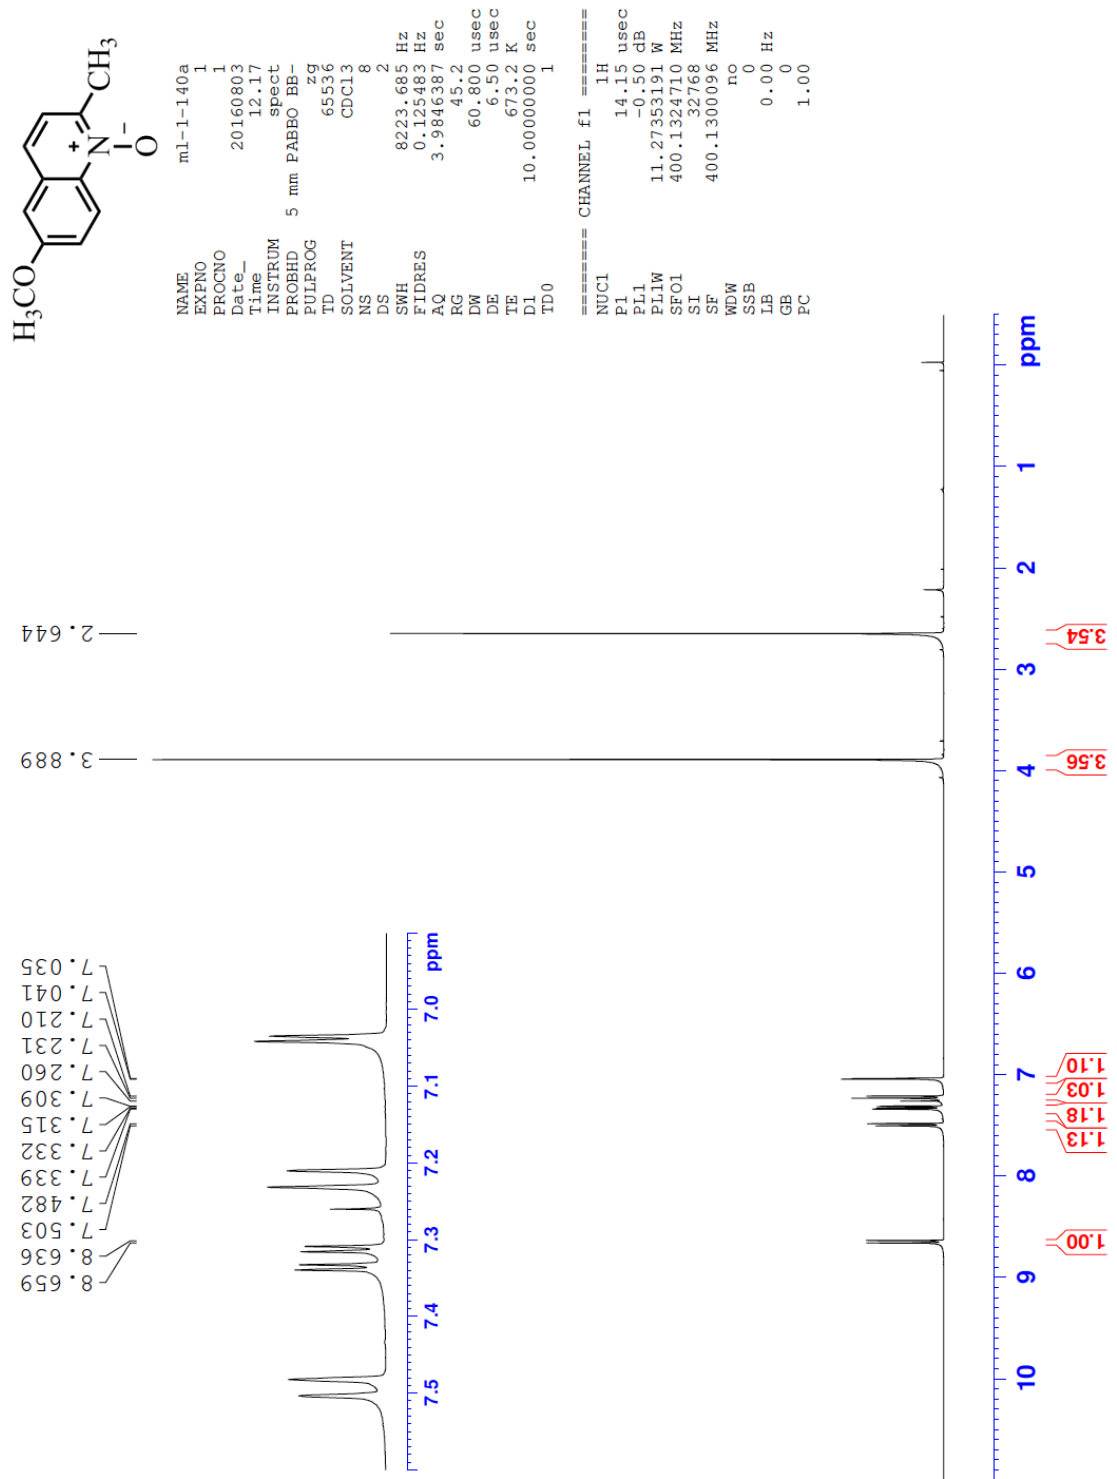 H3CO
N
+
O
−
CH3
NAME ml-1-140a
EXPNO 1
PROCNO 1
Date_ 20160803
Time 12.17
INSTRUM spect
PROBHD 5 mm PABBO BB-
PULPROG zg
TD 65536
SOLVENT CDCl3
NS 8
DS 2
SWH 8223.685 Hz
FIDRES 0.125483 Hz
AQ 3.9846387 sec
RG 45.2
DW 60.800 usec
DE 6.50 usec
TE 673.2 K
D1 10.00000000 sec
TD0 1
======== CHANNEL f1 ========
NUC1 1H
P1 14.15 usec
PL1 -0.50 dB
PL1W 11.27353191 W
SFO1 400.1324710 MHz
SI 32768
SF 400.1300096 MHz
WDW no
SSB 0
LB 0.00 Hz
GB 0
PC 1.00
8.659
8.636
7.503
7.482
7.339
7.332
7.315
7.309
7.260
7.231
7.210
7.041
7.035
3.889
2.644
7.5 7.4 7.3 7.2 7.1 7.0 ppm
10 9 8 7 6 5 4 3 2 1 ppm
1.00
1.13
1.18
1.03
1.10
3.56
3.54